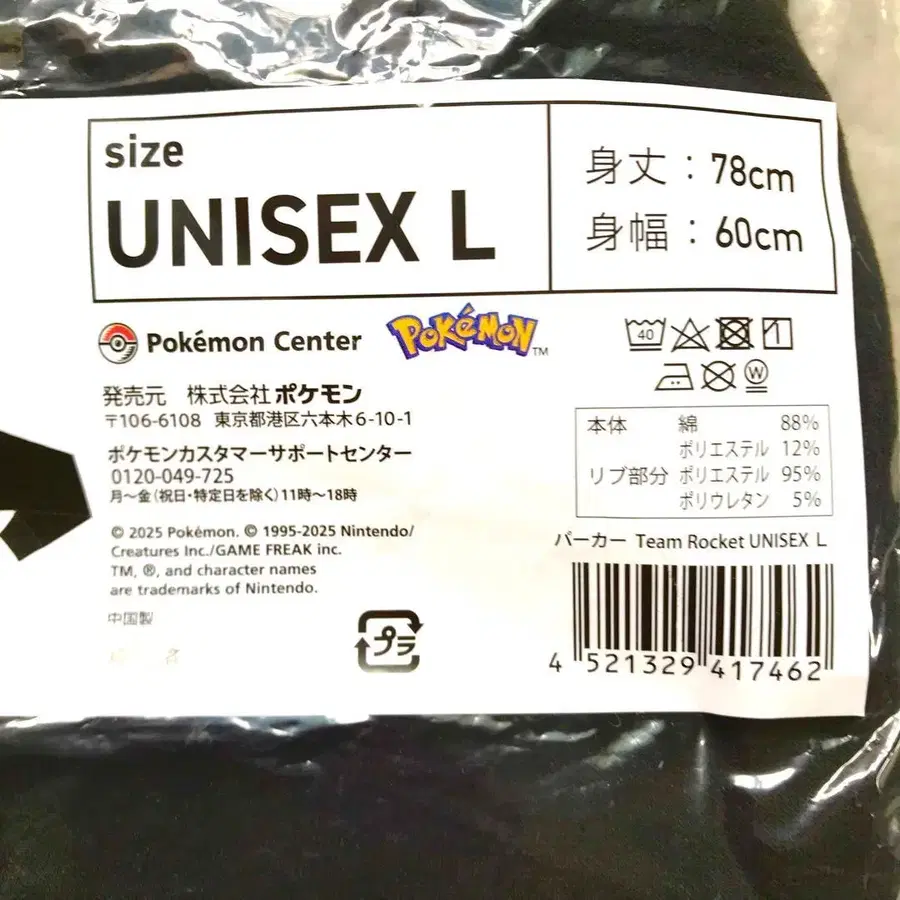 size
UNISEX L
身丈：78cm
身幅：60cm
Pokémon Center
POKéMON TM
発売元　株式会社ポケモン
〒106-6108 東京都港区六本木6-10-1
ポケモンカスタマーサポートセンター
0120-049-725
月～金(祝日・特定日を除く)11時～18時
© 2025 Pokémon. © 1995-2025 Nintendo/
Creatures Inc./GAME FREAK inc.
TM, ®, and character names
are trademarks of Nintendo.
中国製
プラ
40
W
本体 綿 88%
ポリエステル 12%
リブ部分 ポリエステル 95%
ポリウレタン 5%
パーカー Team Rocket UNISEX L
4 521329 417462